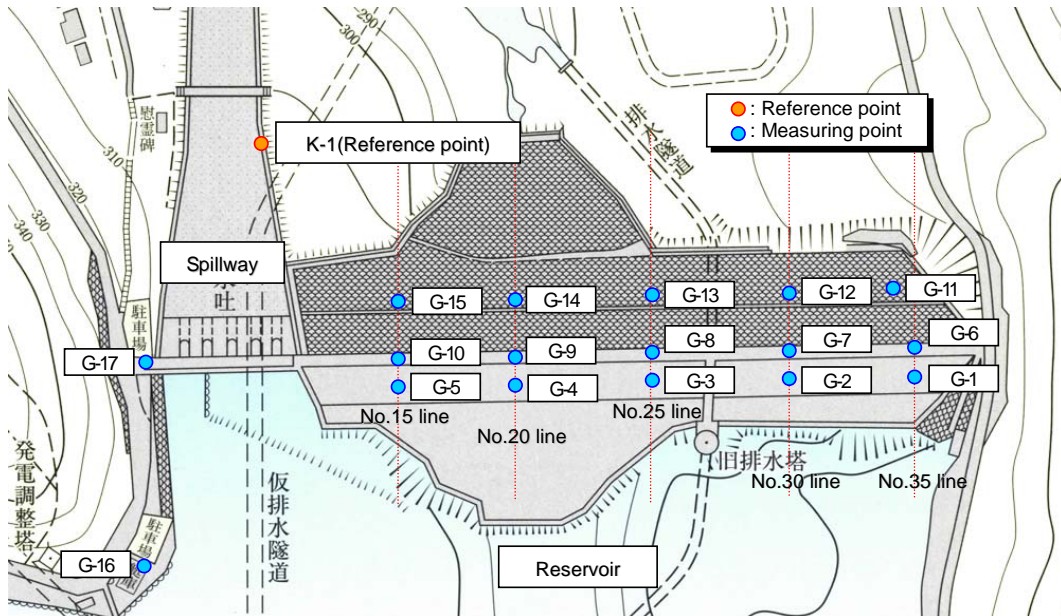 290
300
310
320
330
340
慰霊碑
排水隧道
: Reference point
: Measuring point
K-1(Reference point)
Spillway
水吐
駐車場
G-15
G-14
G-13
G-12
G-11
G-17
G-10
G-9
G-8
G-7
G-6
G-5
G-4
G-3
G-2
G-1
No.15 line
No.20 line
No.25 line
No.30 line
No.35 line
旧排水塔
発電調整塔
仮排水隧道
駐車場
G-16
Reservoir